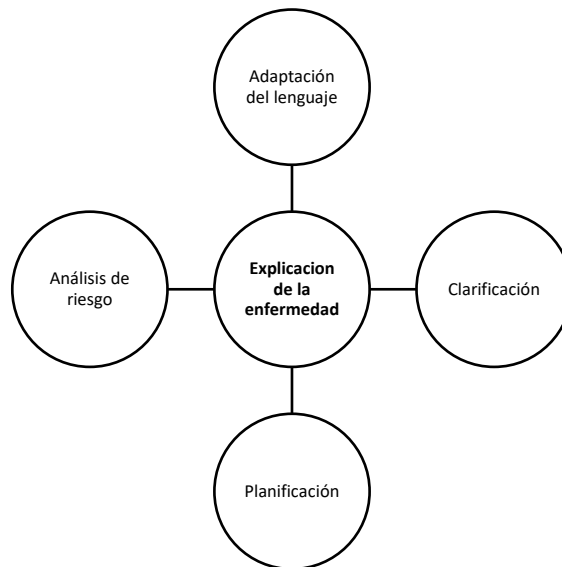 Adaptación
del lenguaje
Análisis de
riesgo
Explicacion
de la
enfermedad
Clarificación
Planificación